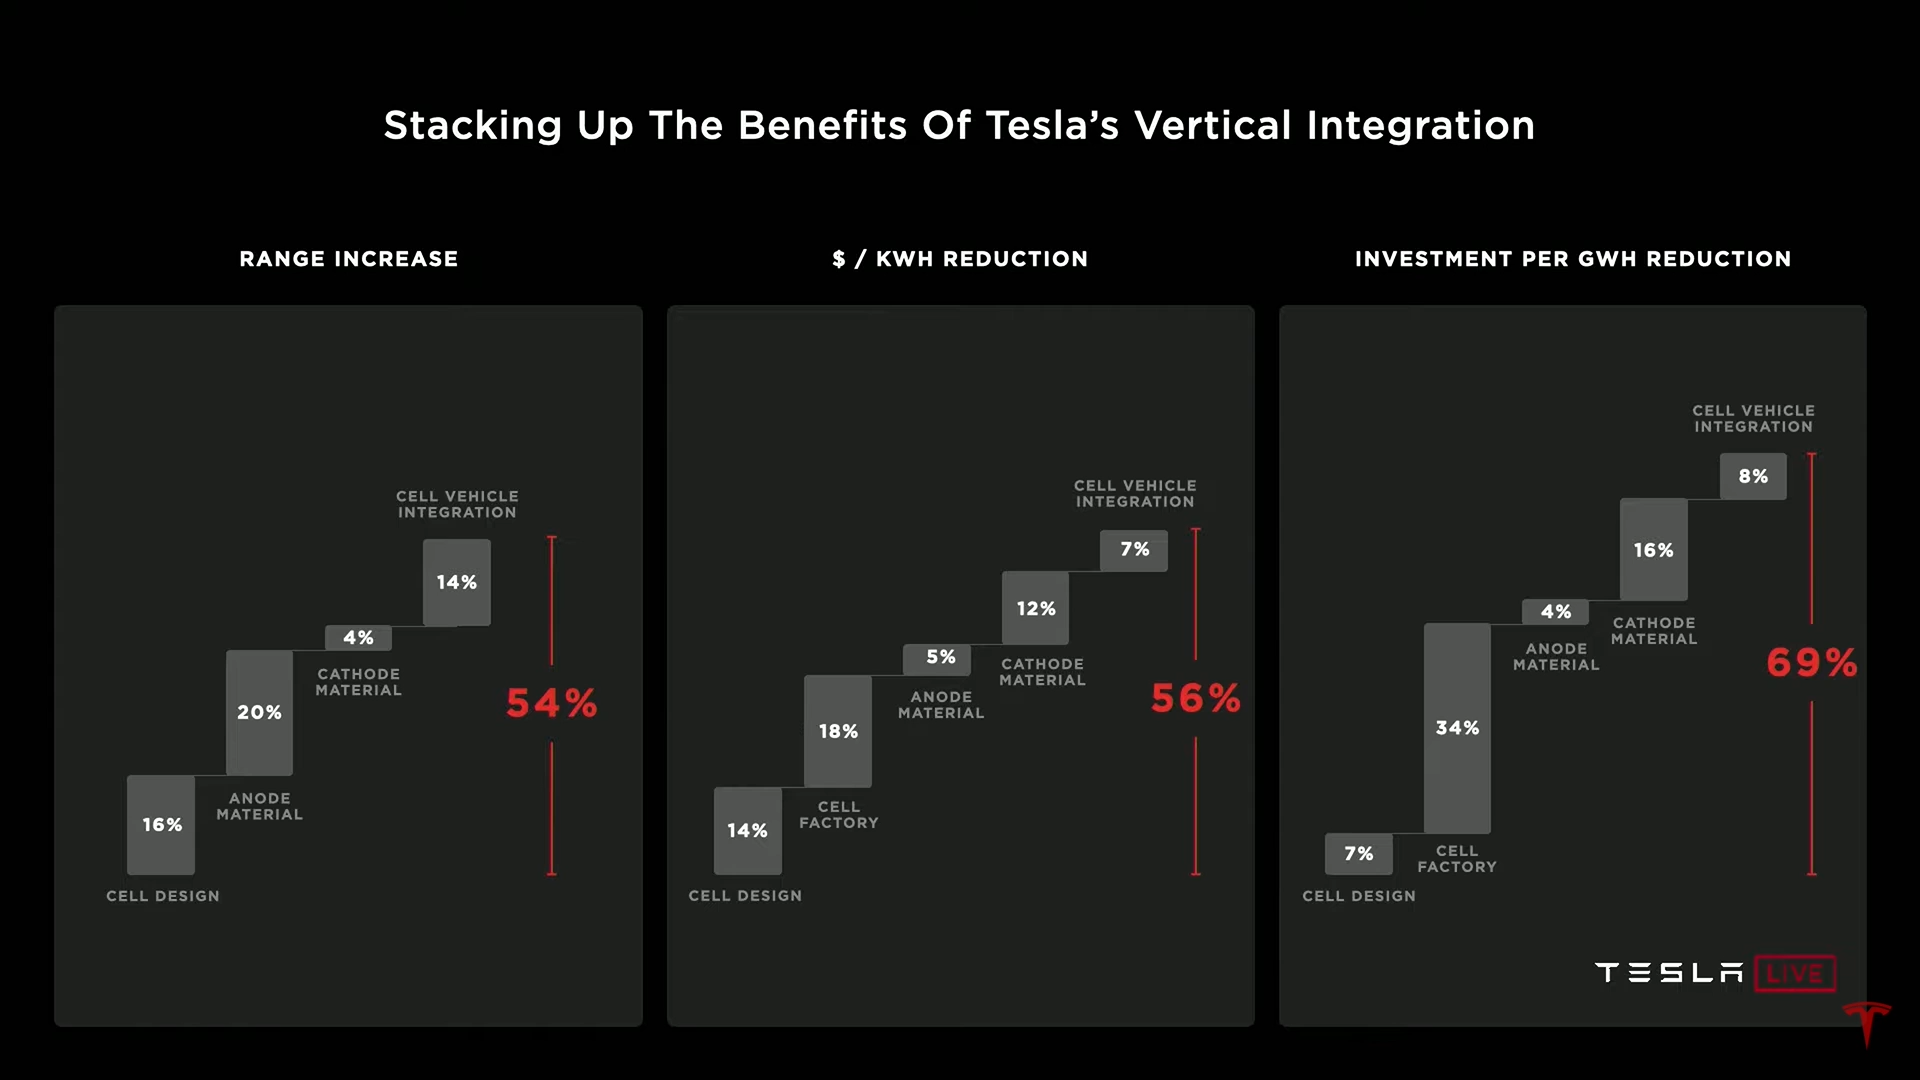 Stacking Up The Benefits Of Tesla’s Vertical Integration
RANGE INCREASE
CELL VEHICLE
INTEGRATION
14%
4%
CATHODE
MATERIAL
20%
ANODE
MATERIAL
16%
CELL DESIGN
54%
$ / KWH REDUCTION
CELL VEHICLE
INTEGRATION
7%
12%
CATHODE
MATERIAL
5%
ANODE
MATERIAL
18%
CELL
FACTORY
14%
CELL DESIGN
56%
INVESTMENT PER GWH REDUCTION
CELL VEHICLE
INTEGRATION
8%
16%
CATHODE
MATERIAL
4%
ANODE
MATERIAL
34%
CELL
FACTORY
7%
CELL DESIGN
69%
TESLA LIVE